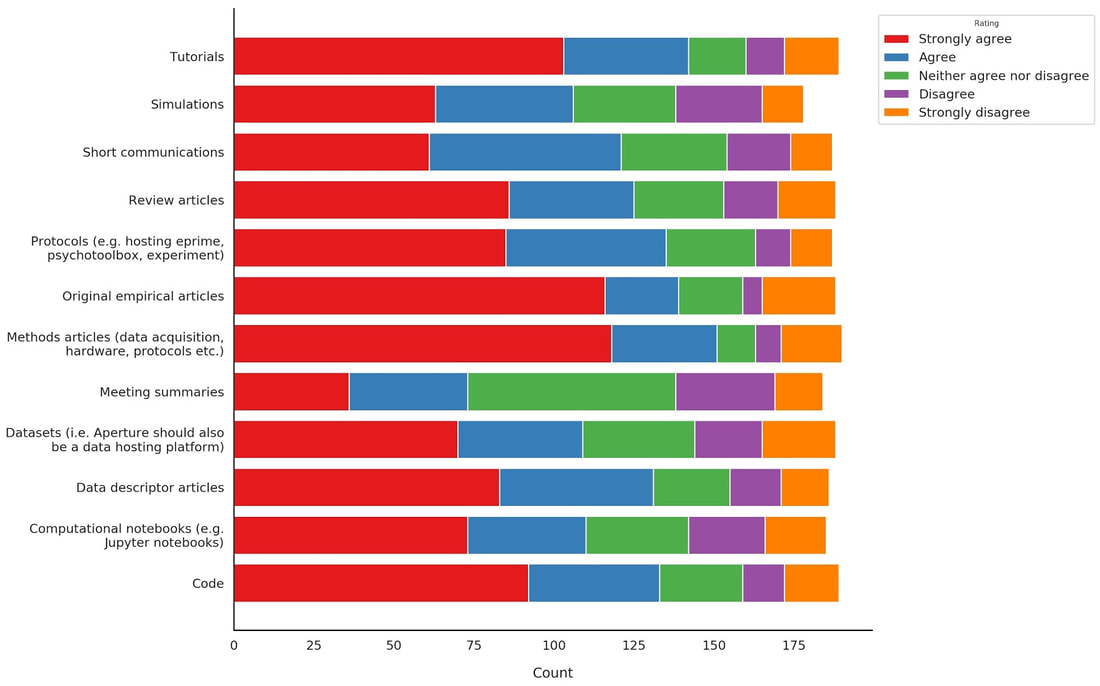 Rating
Strongly agree
Agree
Neither agree nor disagree
Disagree
Strongly disagree
Tutorials
Simulations
Short communications
Review articles
Protocols (e.g. hosting eprime,
psychotoolbox, experiment)
Original empirical articles
Methods articles (data acquisition,
hardware, protocols etc.)
Meeting summaries
Datasets (i.e. Aperture should also
be a data hosting platform)
Data descriptor articles
Computational notebooks (e.g.
Jupyter notebooks)
Code
0 25 50 75 100 125 150 175
Count